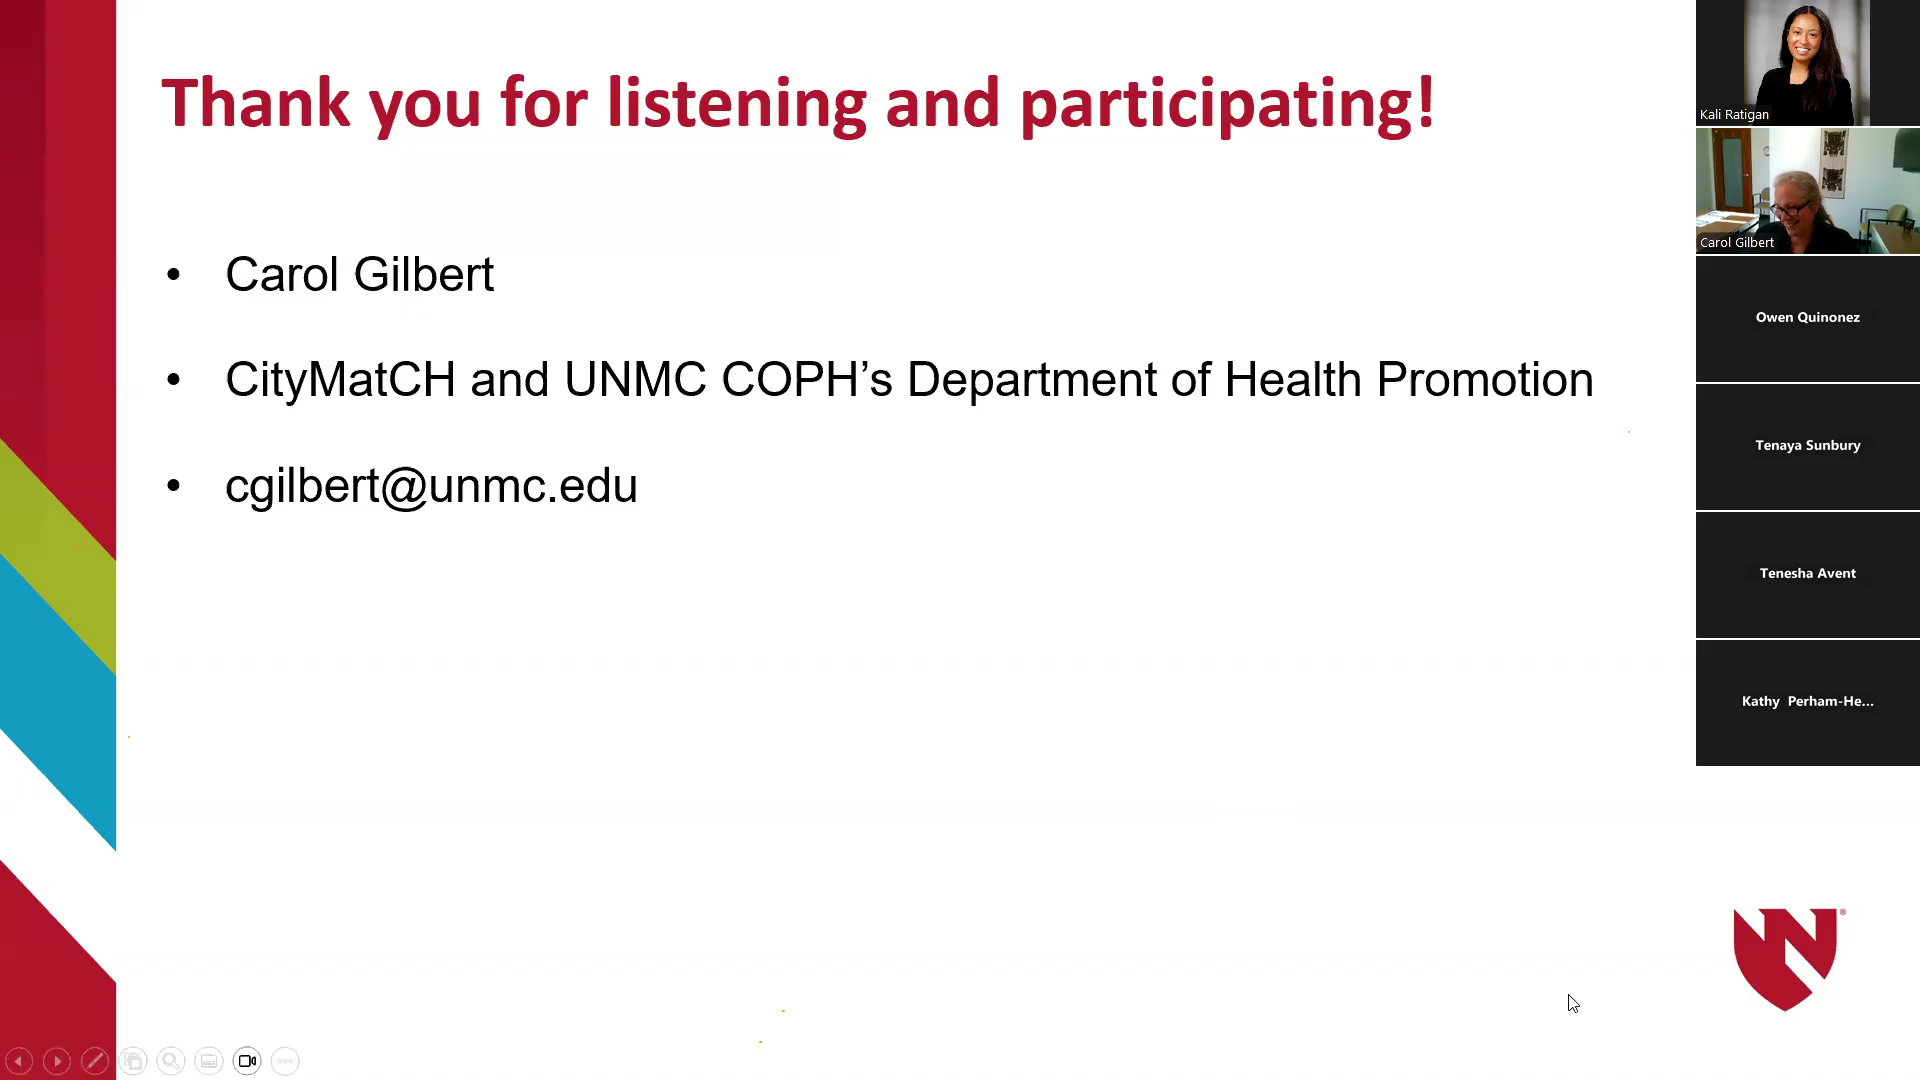 Thank you for listening and participating!
• Carol Gilbert
• CityMatCH and UNMC COPH’s Department of Health Promotion
• cgilbert@unmc.edu
Kali Ratigan
Carol Gilbert
Owen Quinonez
Tenaya Sunbury
Tenesha Avent
Kathy Perham-He...
N